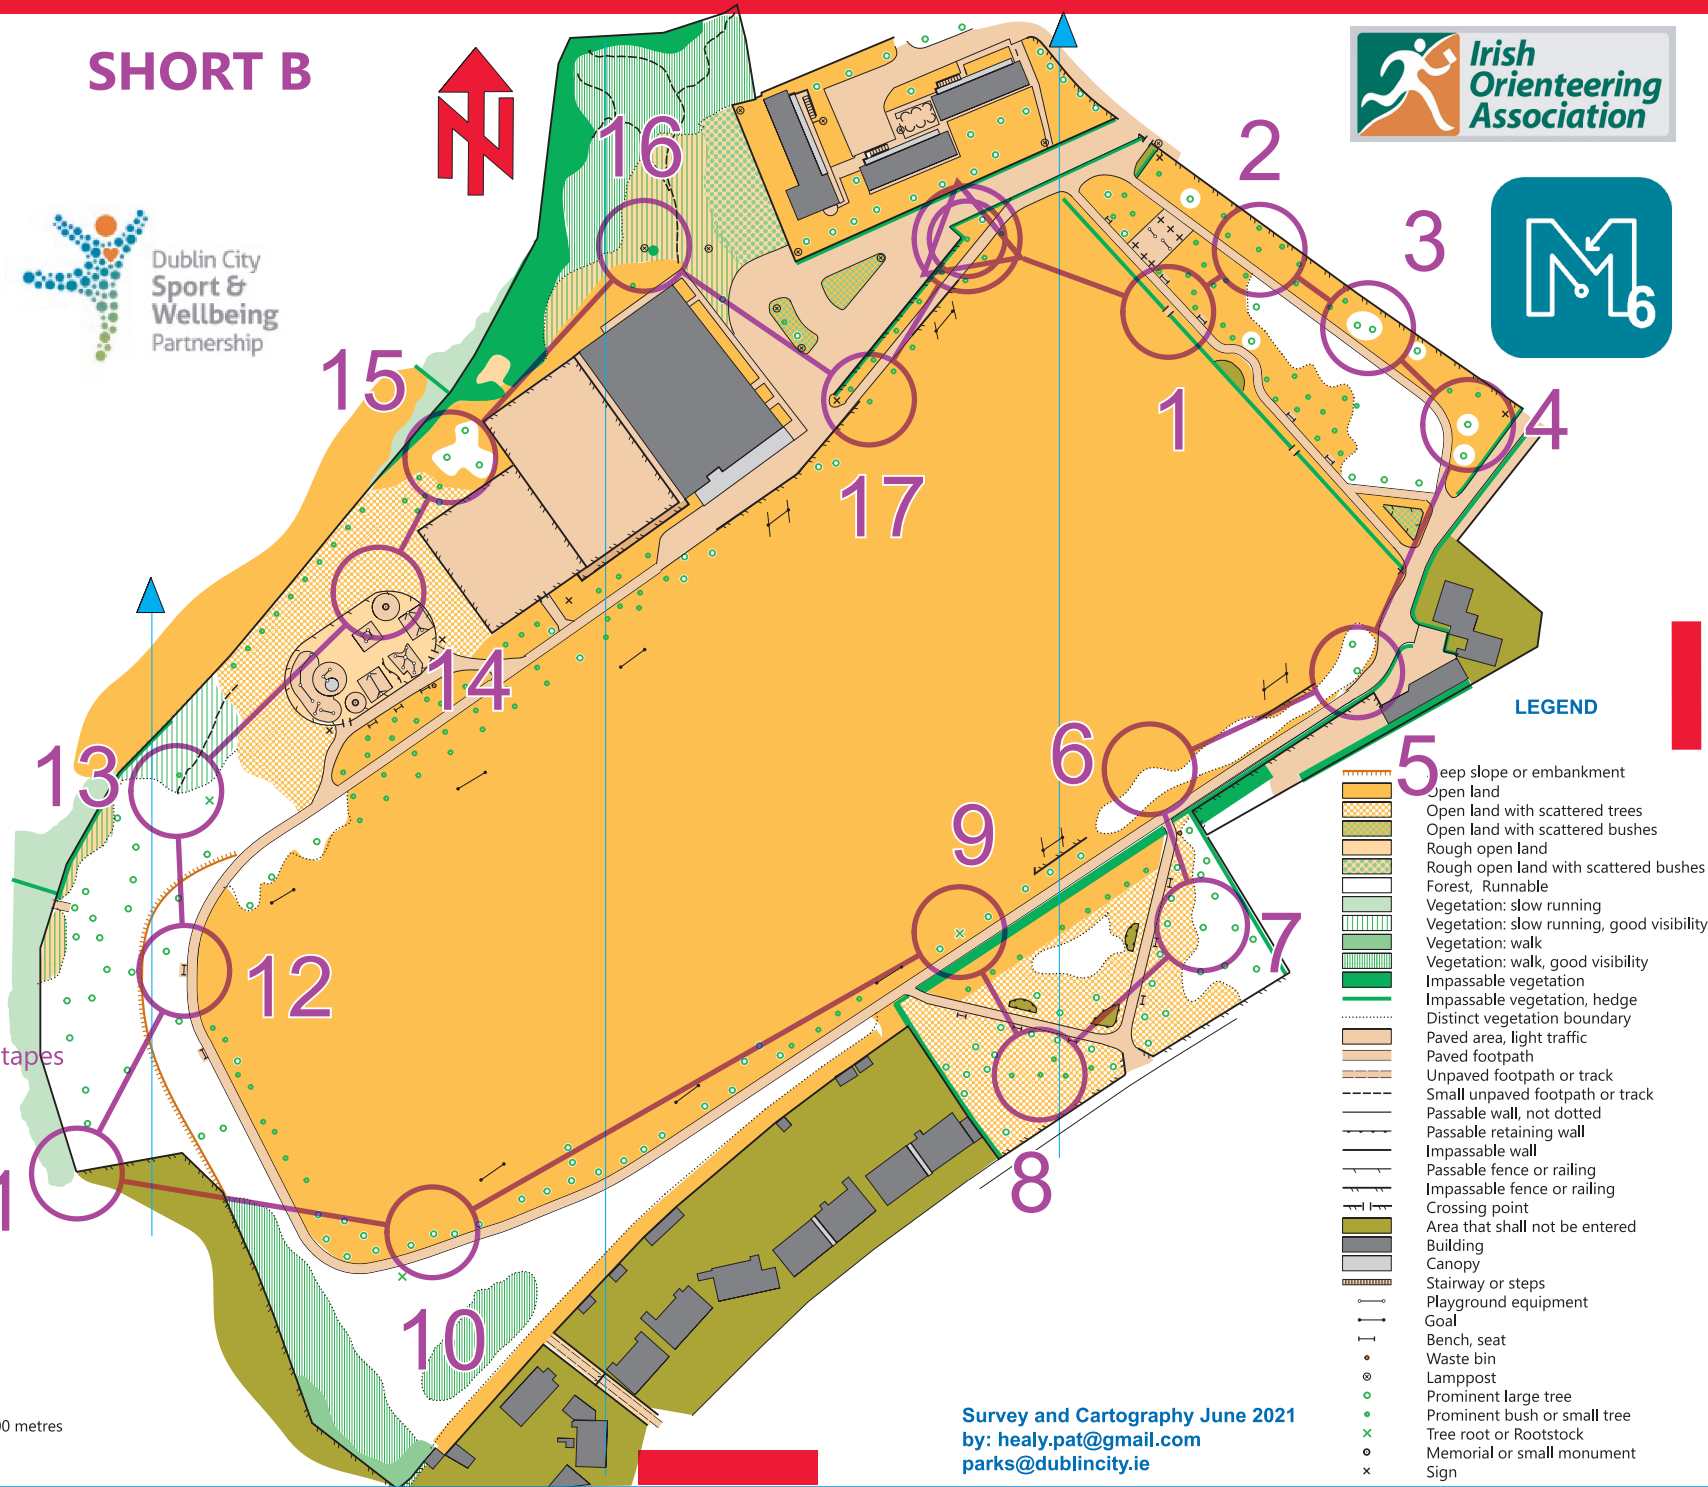 SHORT B
Irish
Orienteering
Association
N
Dublin City
Sport &
Wellbeing
Partnership
M
6
16
2
3
15
1
4
17
14
LEGEND
13
6
5
9
7
12
tapes
8
1
10
eep slope or embankment
Open land
Open land with scattered trees
Open land with scattered bushes
Rough open land
Rough open land with scattered bushes
Forest, Runnable
Vegetation: slow running
Vegetation: slow running, good visibility
Vegetation: walk
Vegetation: walk, good visibility
Impassable vegetation
Impassable vegetation, hedge
Distinct vegetation boundary
Paved area, light traffic
Paved footpath
Unpaved footpath or track
Small unpaved footpath or track
Passable wall, not dotted
Passable retaining wall
Impassable wall
Passable fence or railing
Impassable fence or railing
Crossing point
Area that shall not be entered
Building
Canopy
Stairway or steps
Playground equipment
Goal
Bench, seat
Waste bin
Lamppost
Prominent large tree
Prominent bush or small tree
Tree root or Rootstock
Memorial or small monument
Sign
00 metres
Survey and Cartography June 2021
by: healy.pat@gmail.com
parks@dublincity.ie